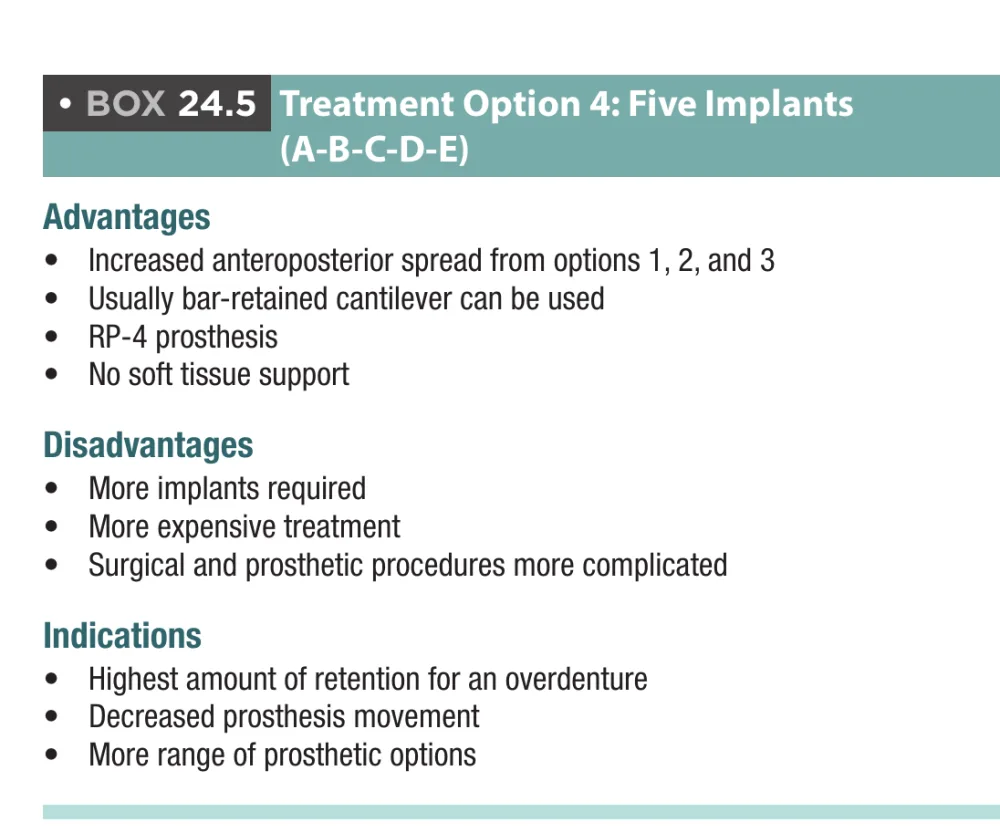 • BOX 24.5 Treatment Option 4: Five Implants
(A-B-C-D-E)
Advantages
• Increased anteroposterior spread from options 1, 2, and 3
• Usually bar-retained cantilever can be used
• RP-4 prosthesis
• No soft tissue support
Disadvantages
• More implants required
• More expensive treatment
• Surgical and prosthetic procedures more complicated
Indications
• Highest amount of retention for an overdenture
• Decreased prosthesis movement
• More range of prosthetic options